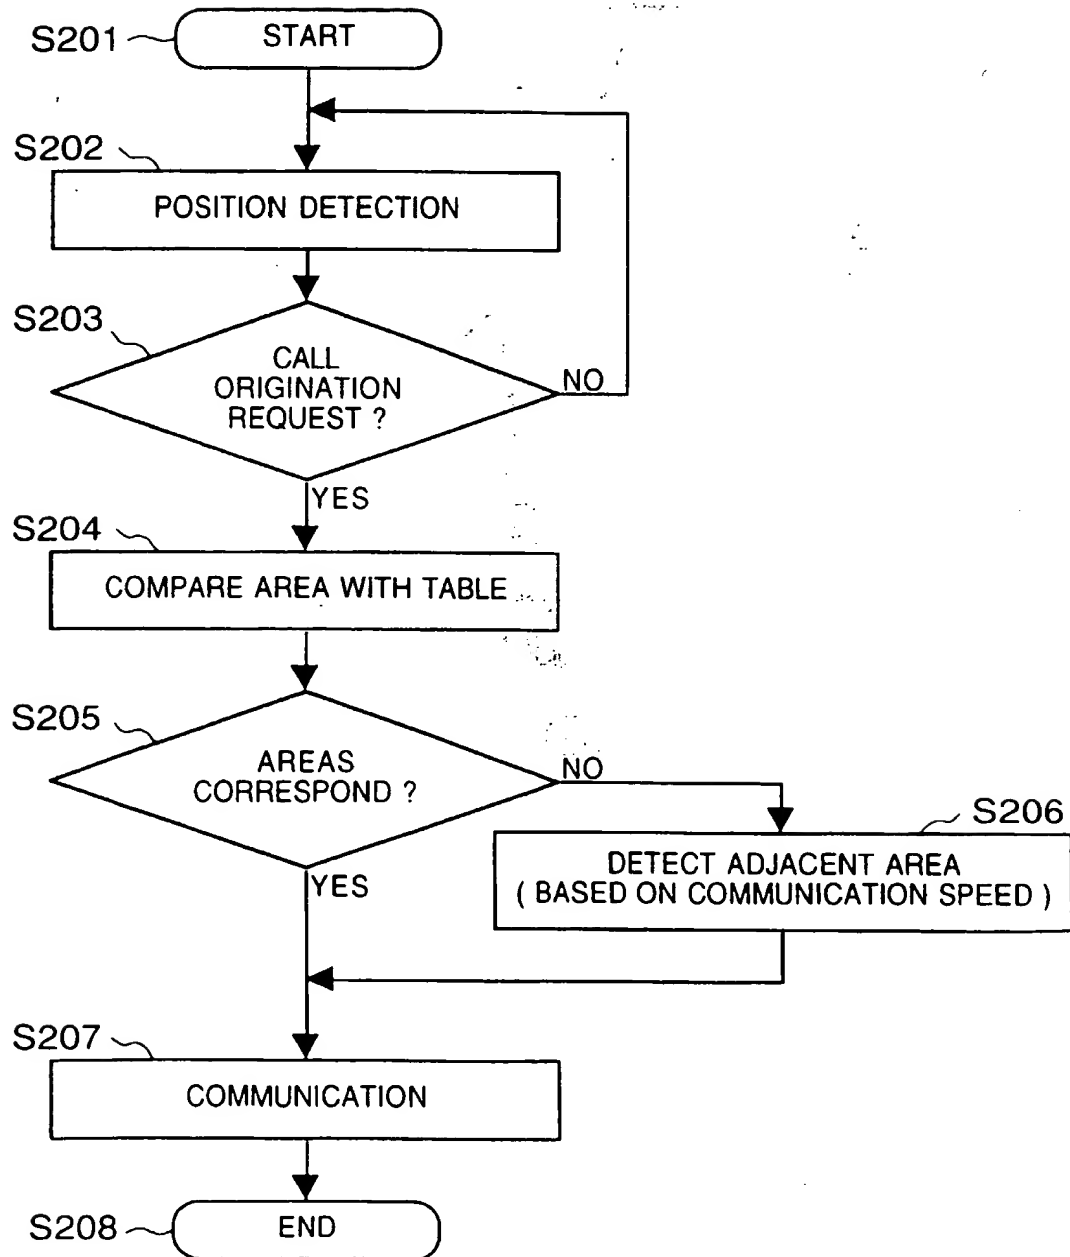 S201
START
S202
POSITION DETECTION
S203
CALL
ORIGINATION
REQUEST ?
NO
YES
S204
COMPARE AREA WITH TABLE
S205
AREAS
CORRESPOND ?
NO
YES
S206
DETECT ADJACENT AREA
( BASED ON COMMUNICATION SPEED )
S207
COMMUNICATION
S208
END